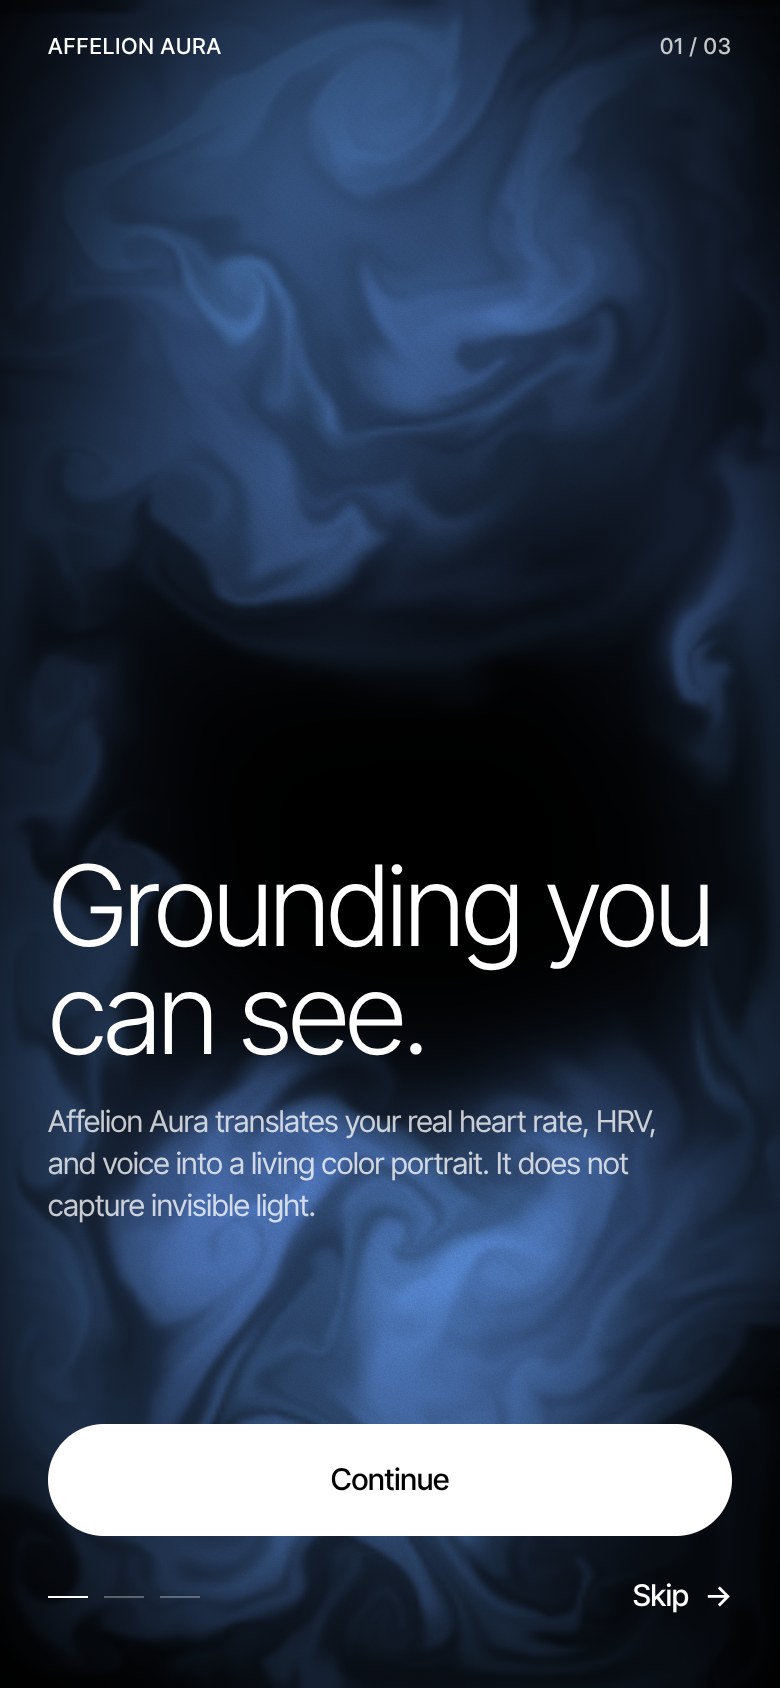 AFFELION AURA
01 / 03
Grounding you
can see.
Affelion Aura translates your real heart rate, HRV,
and voice into a living color portrait. It does not
capture invisible light.
Continue
Skip →